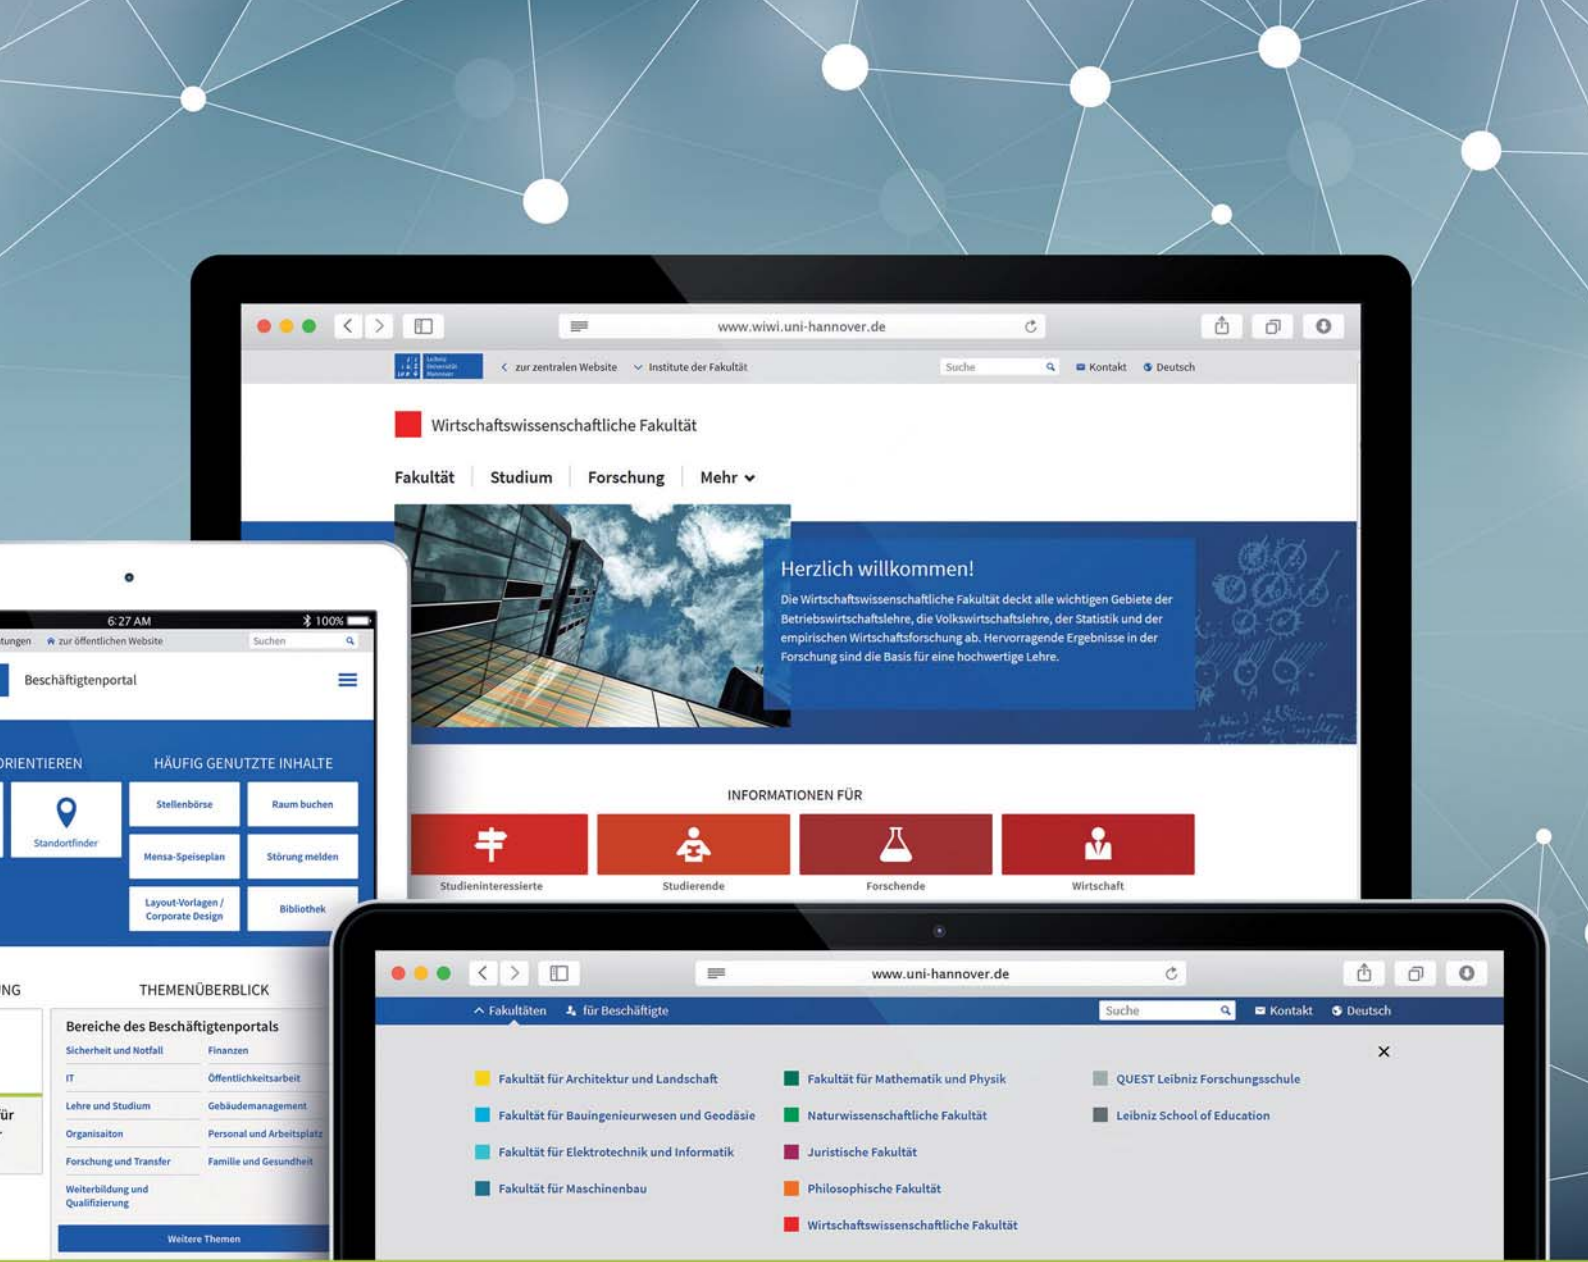 www.wiwi.uni-hannover.de
Leibniz
Universität
Hannover
zur zentralen Website
Institute der Fakultät
Suche
Kontakt
Deutsch
Wirtschaftswissenschaftliche Fakultät
Fakultät
Studium
Forschung
Mehr
Herzlich willkommen!
Die Wirtschaftswissenschaftliche Fakultät deckt alle wichtigen Gebiete der
Betriebswirtschaftslehre, die Volkswirtschaftslehre, der Statistik und der
empirischen Wirtschaftsforschung ab. Hervorragende Ergebnisse in der
Forschung sind die Basis für eine hochwertige Lehre.
INFORMATIONEN FÜR
Studieninteressierte
Studierende
Forschende
Wirtschaft
6:27 AM
100%
tungen
zur öffentlichen Website
Suchen
Beschäftigtenportal
ORIENTIEREN
Standortfinder
HÄUFIG GENUTZTE INHALTE
Stellenbörse
Raum buchen
Mensa-Speiseplan
Störung melden
Layout-Vorlagen /
Corporate Design
Bibliothek
NG
für
THEMENÜBERBLICK
Bereiche des Beschäftigtenportals
Sicherheit und Notfall
Finanzen
IT
Öffentlichkeitsarbeit
Lehre und Studium
Gebäudemanagement
Organisaiton
Personal und Arbeitsplatz
Forschung und Transfer
Familie und Gesundheit
Weiterbildung und
Qualifizierung
Weitere Themen
www.uni-hannover.de
Fakultäten
für Beschäftigte
Suche
Kontakt
Deutsch
Fakultät für Architektur und Landschaft
Fakultät für Bauingenieurwesen und Geodäsie
Fakultät für Elektrotechnik und Informatik
Fakultät für Maschinenbau
Fakultät für Mathematik und Physik
Naturwissenschaftliche Fakultät
Juristische Fakultät
Philosophische Fakultät
Wirtschaftswissenschaftliche Fakultät
QUEST Leibniz Forschungsschule
Leibniz School of Education